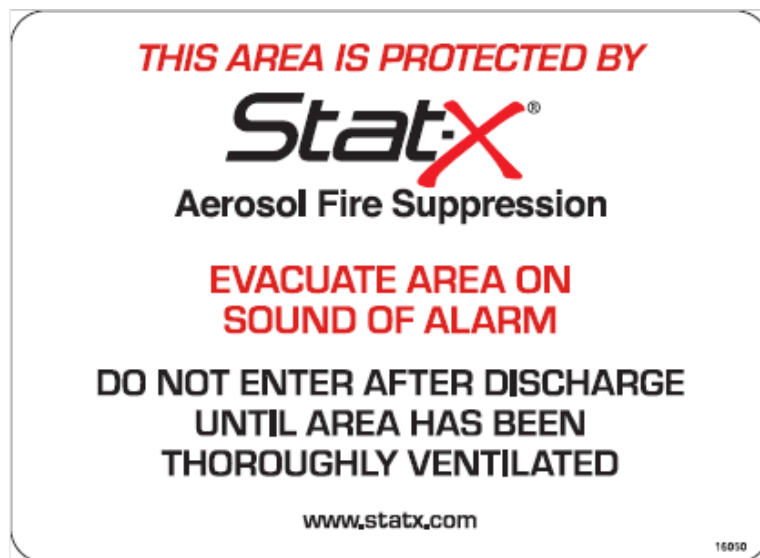 THIS AREA IS PROTECTED BY
Stat-X®
Aerosol Fire Suppression
EVACUATE AREA ON
SOUND OF ALARM
DO NOT ENTER AFTER DISCHARGE
UNTIL AREA HAS BEEN
THOROUGHLY VENTILATED
www.statx.com
16050